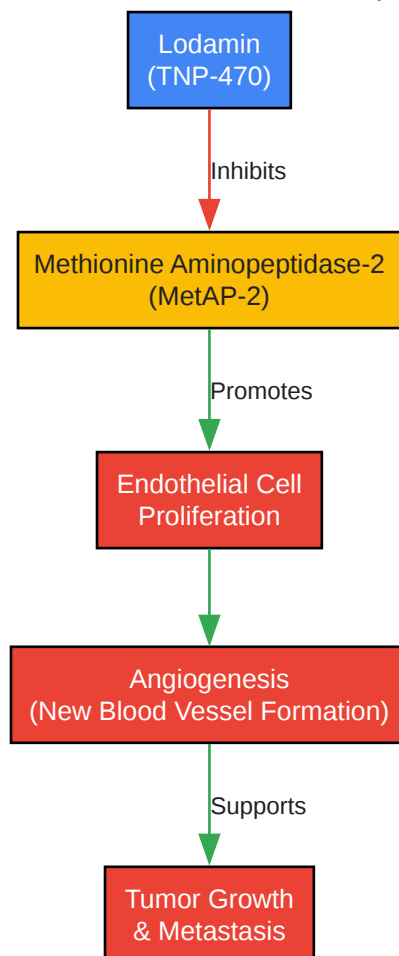 Lodamin
(TNP-470)
Inhibits
Methionine Aminopeptidase-2
(MetAP-2)
Promotes
Endothelial Cell
Proliferation
Angiogenesis
(New Blood Vessel Formation)
Supports
Tumor Growth
& Metastasis